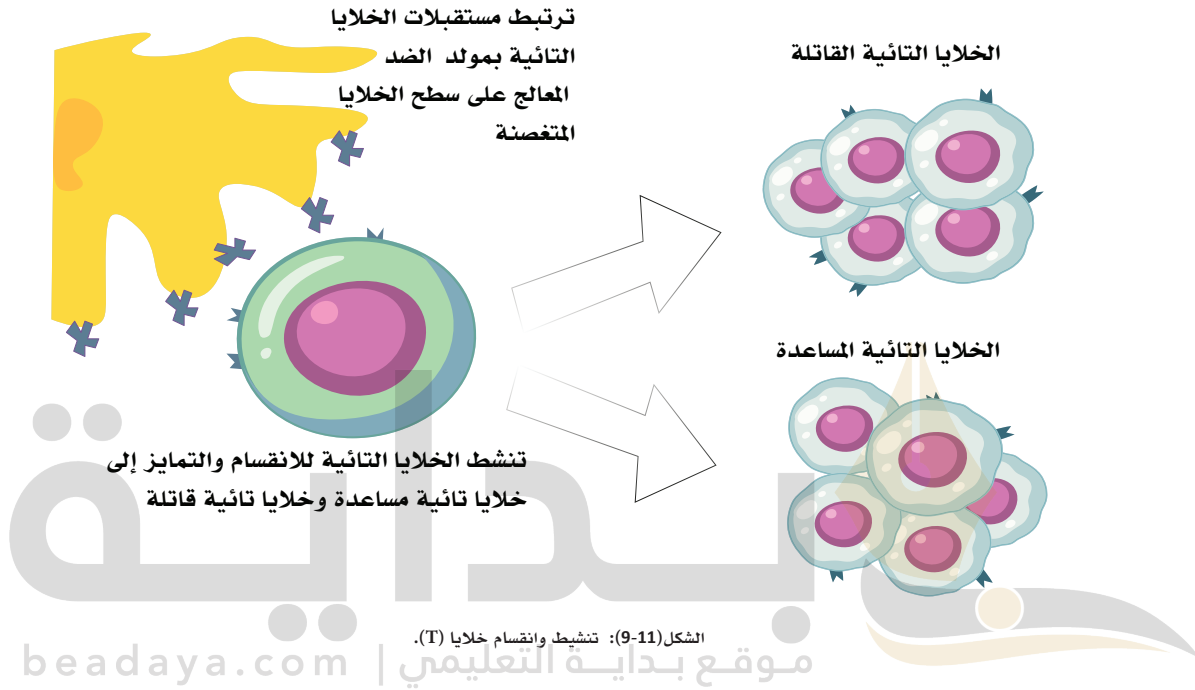 ترتبط مستقبلات الخلايا
التائية بمولد الضد
المعالج على سطح الخلايا
المتغصنة
الخلايا التائية القاتلة
الخلايا التائية المساعدة
تنشط الخلايا التائية للانقسام والتمايز إلى
خلايا تائية مساعدة وخلايا تائية قاتلة
بداية
الشكل(11-9): تنشيط وانقسام خلايا (T).
موقع بداية التعليمي | beadaya.com